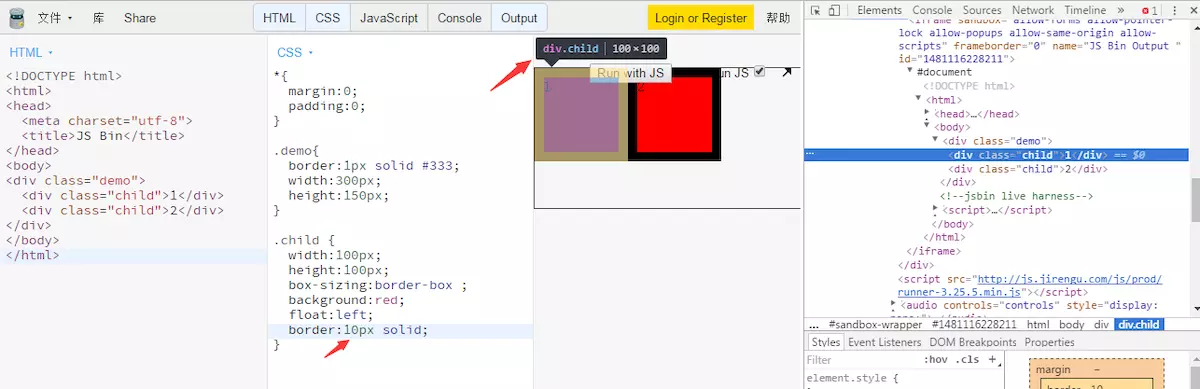 文件 库 Share HTML CSS JavaScript Console Output Login or Register 帮助
HTML
<!DOCTYPE html>
<html>
<head>
<meta charset="utf-8">
<title>JS Bin</title>
</head>
<body>
<div class="demo">
<div class="child">1</div>
<div class="child">2</div>
</div>
</body>
</html>
CSS
*{
margin:0;
padding:0;
}
.demo{
border:1px solid #333;
width:300px;
height:150px;
}
.child {
width:100px;
height:100px;
box-sizing:border-box ;
background:red;
float:left;
border:10px solid;
}
div.child 100×100
Run with JS
un JS
1
2
Elements Console Sources Network Timeline » 1
<iframe sandbox="allow-forms allow-pointer-
lock allow-popups allow-same-origin allow-
scripts" frameborder="0" name="JS Bin Output "
id="1481116228211">
#document
<!DOCTYPE html>
<html>
<head>…</head>
<body>
<div class="demo">
… <div class="child">1</div> == $0
<div class="child">2</div>
</div>
<!--jsbin live harness-->
<script>…</script>
</body>
</html>
</iframe>
</div>
<script src="http://js.jirengu.com/js/prod/
runner-3.25.5.min.js"></script>
<audio controls="controls" style="display:
... #sandbox-wrapper #1481116228211 html body div div.child
Styles Event Listeners DOM Breakpoints Properties
Filter :hov .cls +
element.style {
margin –